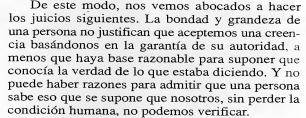 De este modo, nos vemos abocados a hacer
los juicios siguientes. La bondad y grandeza de
una persona no justifican que aceptemos una creen-
cia basándonos en la garantía de su autoridad, a
menos que haya base razonable para suponer que
conocía la verdad de lo que estaba diciendo. Y no
puede haber razones para admitir que una persona
sabe eso que se supone que nosotros, sin perder la
condición humana, no podemos verificar.